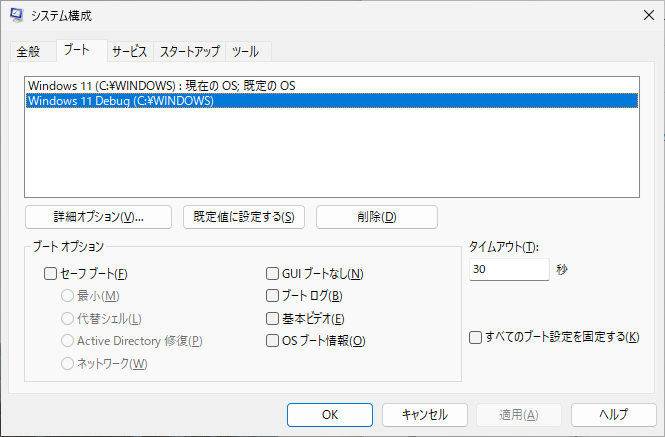 システム構成
全般 ブート サービス スタートアップ ツール
Windows 11 (C:¥WINDOWS) : 現在の OS; 既定の OS
Windows 11 Debug (C:¥WINDOWS)
詳細オプション(V)... 既定値に設定する(S) 削除(D)
ブート オプション
タイムアウト(T):
セーフ ブート(F) GUI ブートなし(N)
30 秒
最小(M) ブート ログ(B)
代替シェル(L) 基本ビデオ(E)
Active Directory 修復(P) OS ブート情報(O)
すべてのブート設定を固定する(K)
ネットワーク(W)
OK キャンセル 適用(A) ヘルプ